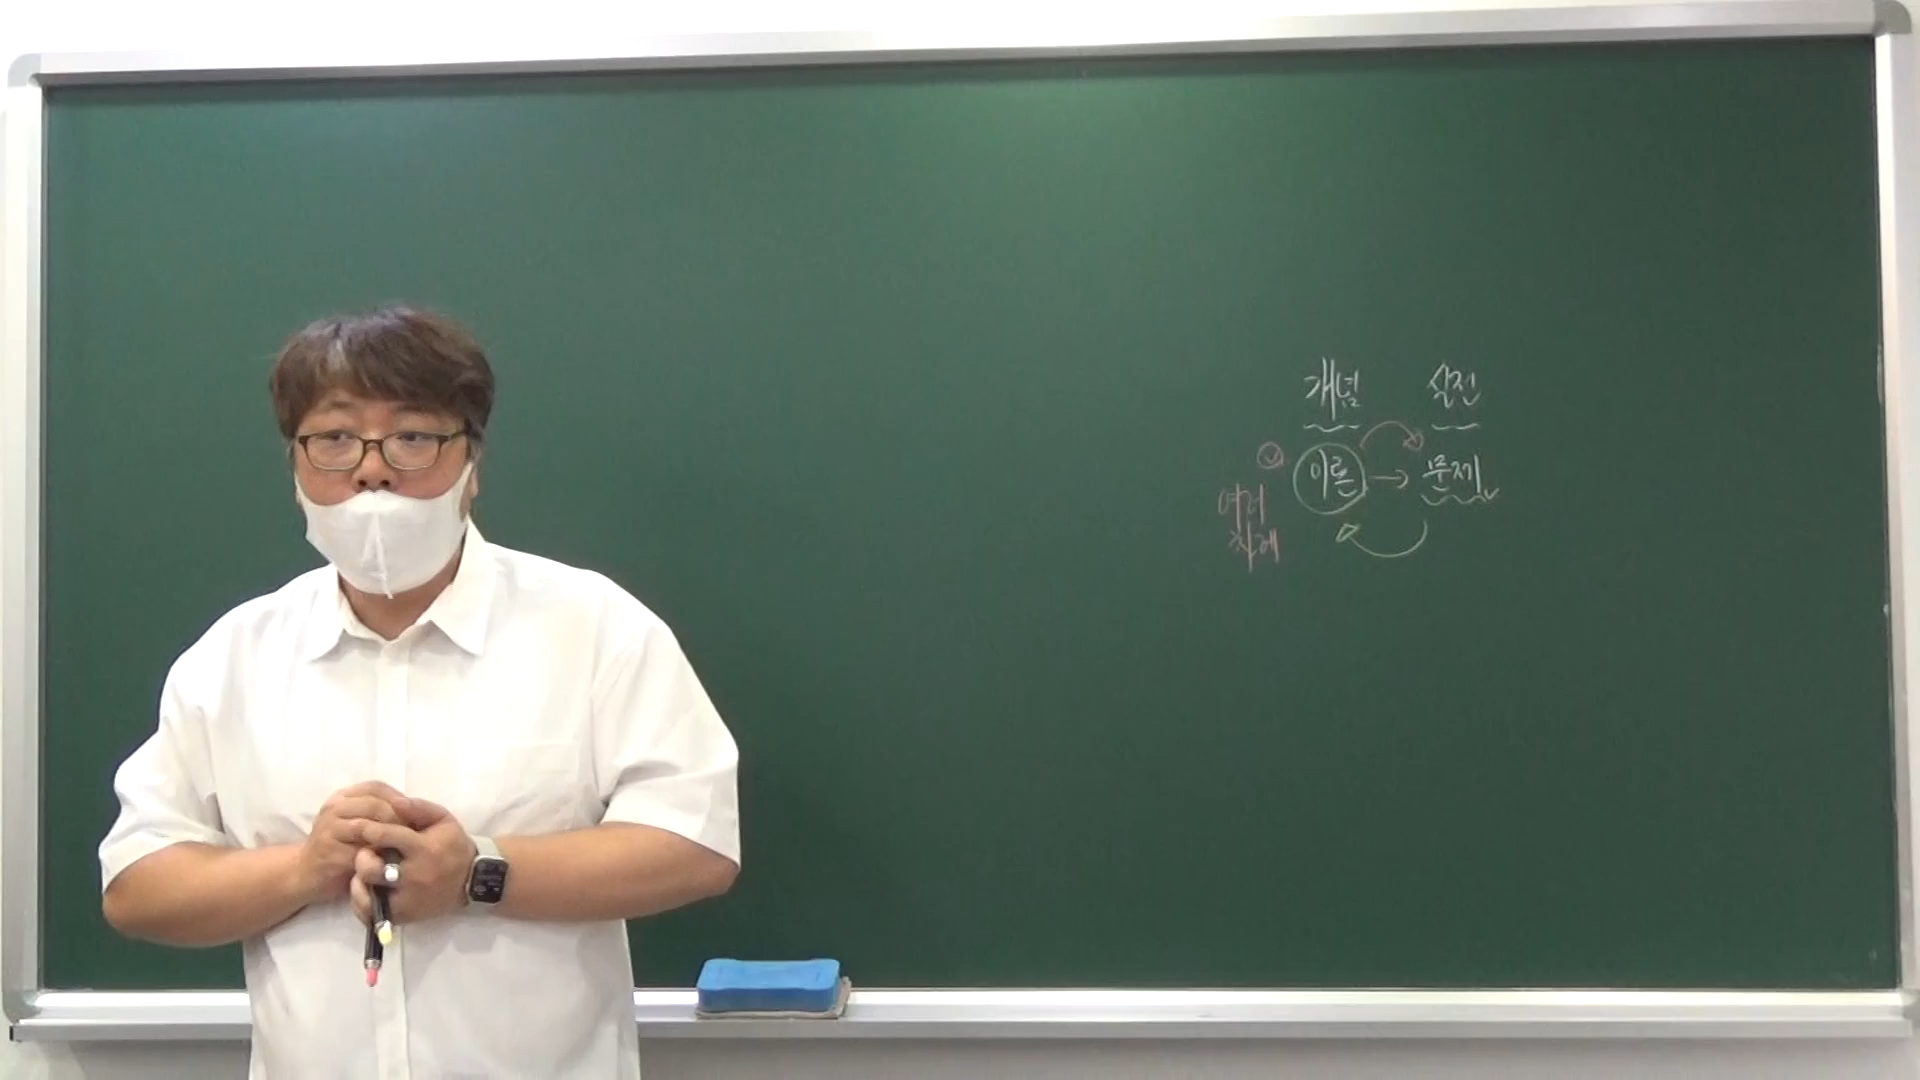 개념 실전
이론 → 문제
여러
차례